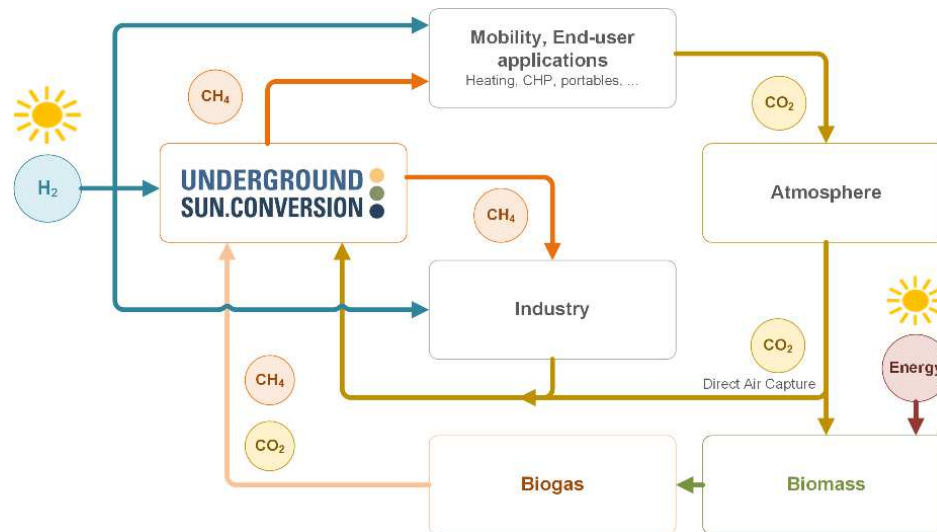 Mobility, End-user
applications
Heating, CHP, portables. ...
CH₄
CO₂
H₂
UNDERGROUND
SUN.CONVERSION
Atmosphere
CH₄
Industry
CO₂
Direct Air Capture
Energy
CH₄
CO₂
Biogas
Biomass